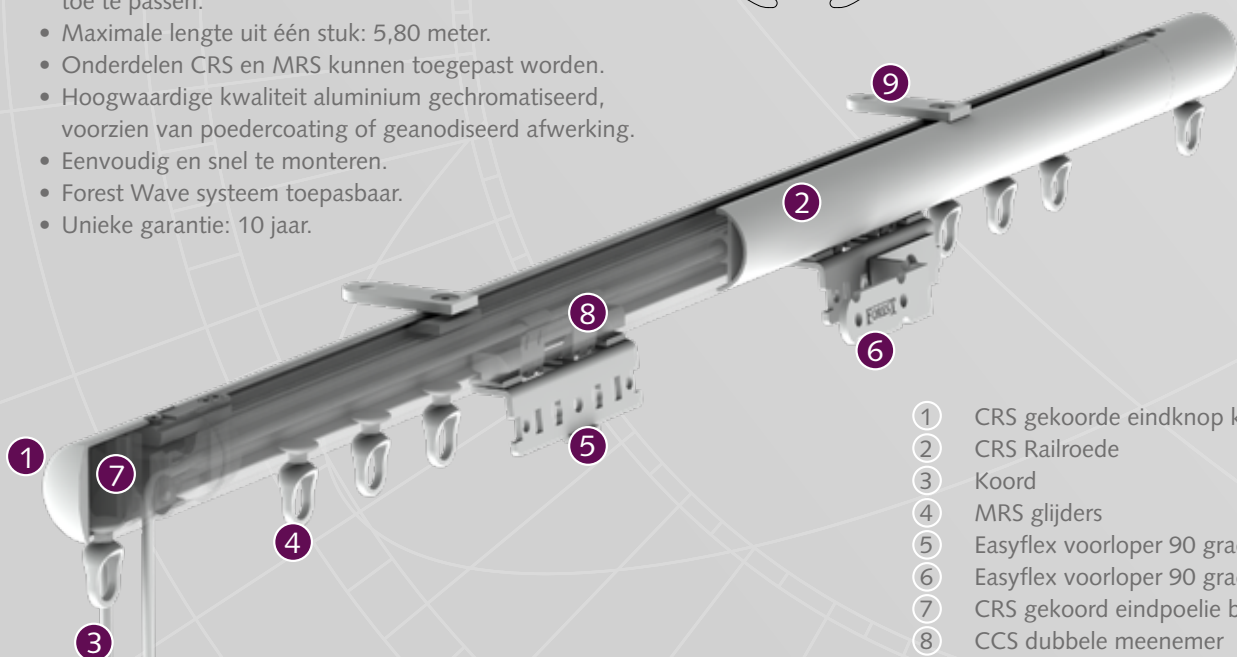 toe te passen.
• Maximale lengte uit één stuk: 5,80 meter.
• Onderdelen CRS en MRS kunnen toegepast worden.
• Hoogwaardige kwaliteit aluminium gechromatiseerd,
voorzien van poedercoating of geanodiseerd afwerking.
• Eenvoudig en snel te monteren.
• Forest Wave systeem toepasbaar.
• Unieke garantie: 10 jaar.
9
2
8
FOREST
6
1
7
5
4
3
1 CRS gekoorde eindknop
2 CRS Railroede
3 Koord
4 MRS glijders
5 Easyflex voorloper 90
6 Easyflex voorloper 90
7 CRS gekoord eindpoelie
8 CCS dubbele meenemer